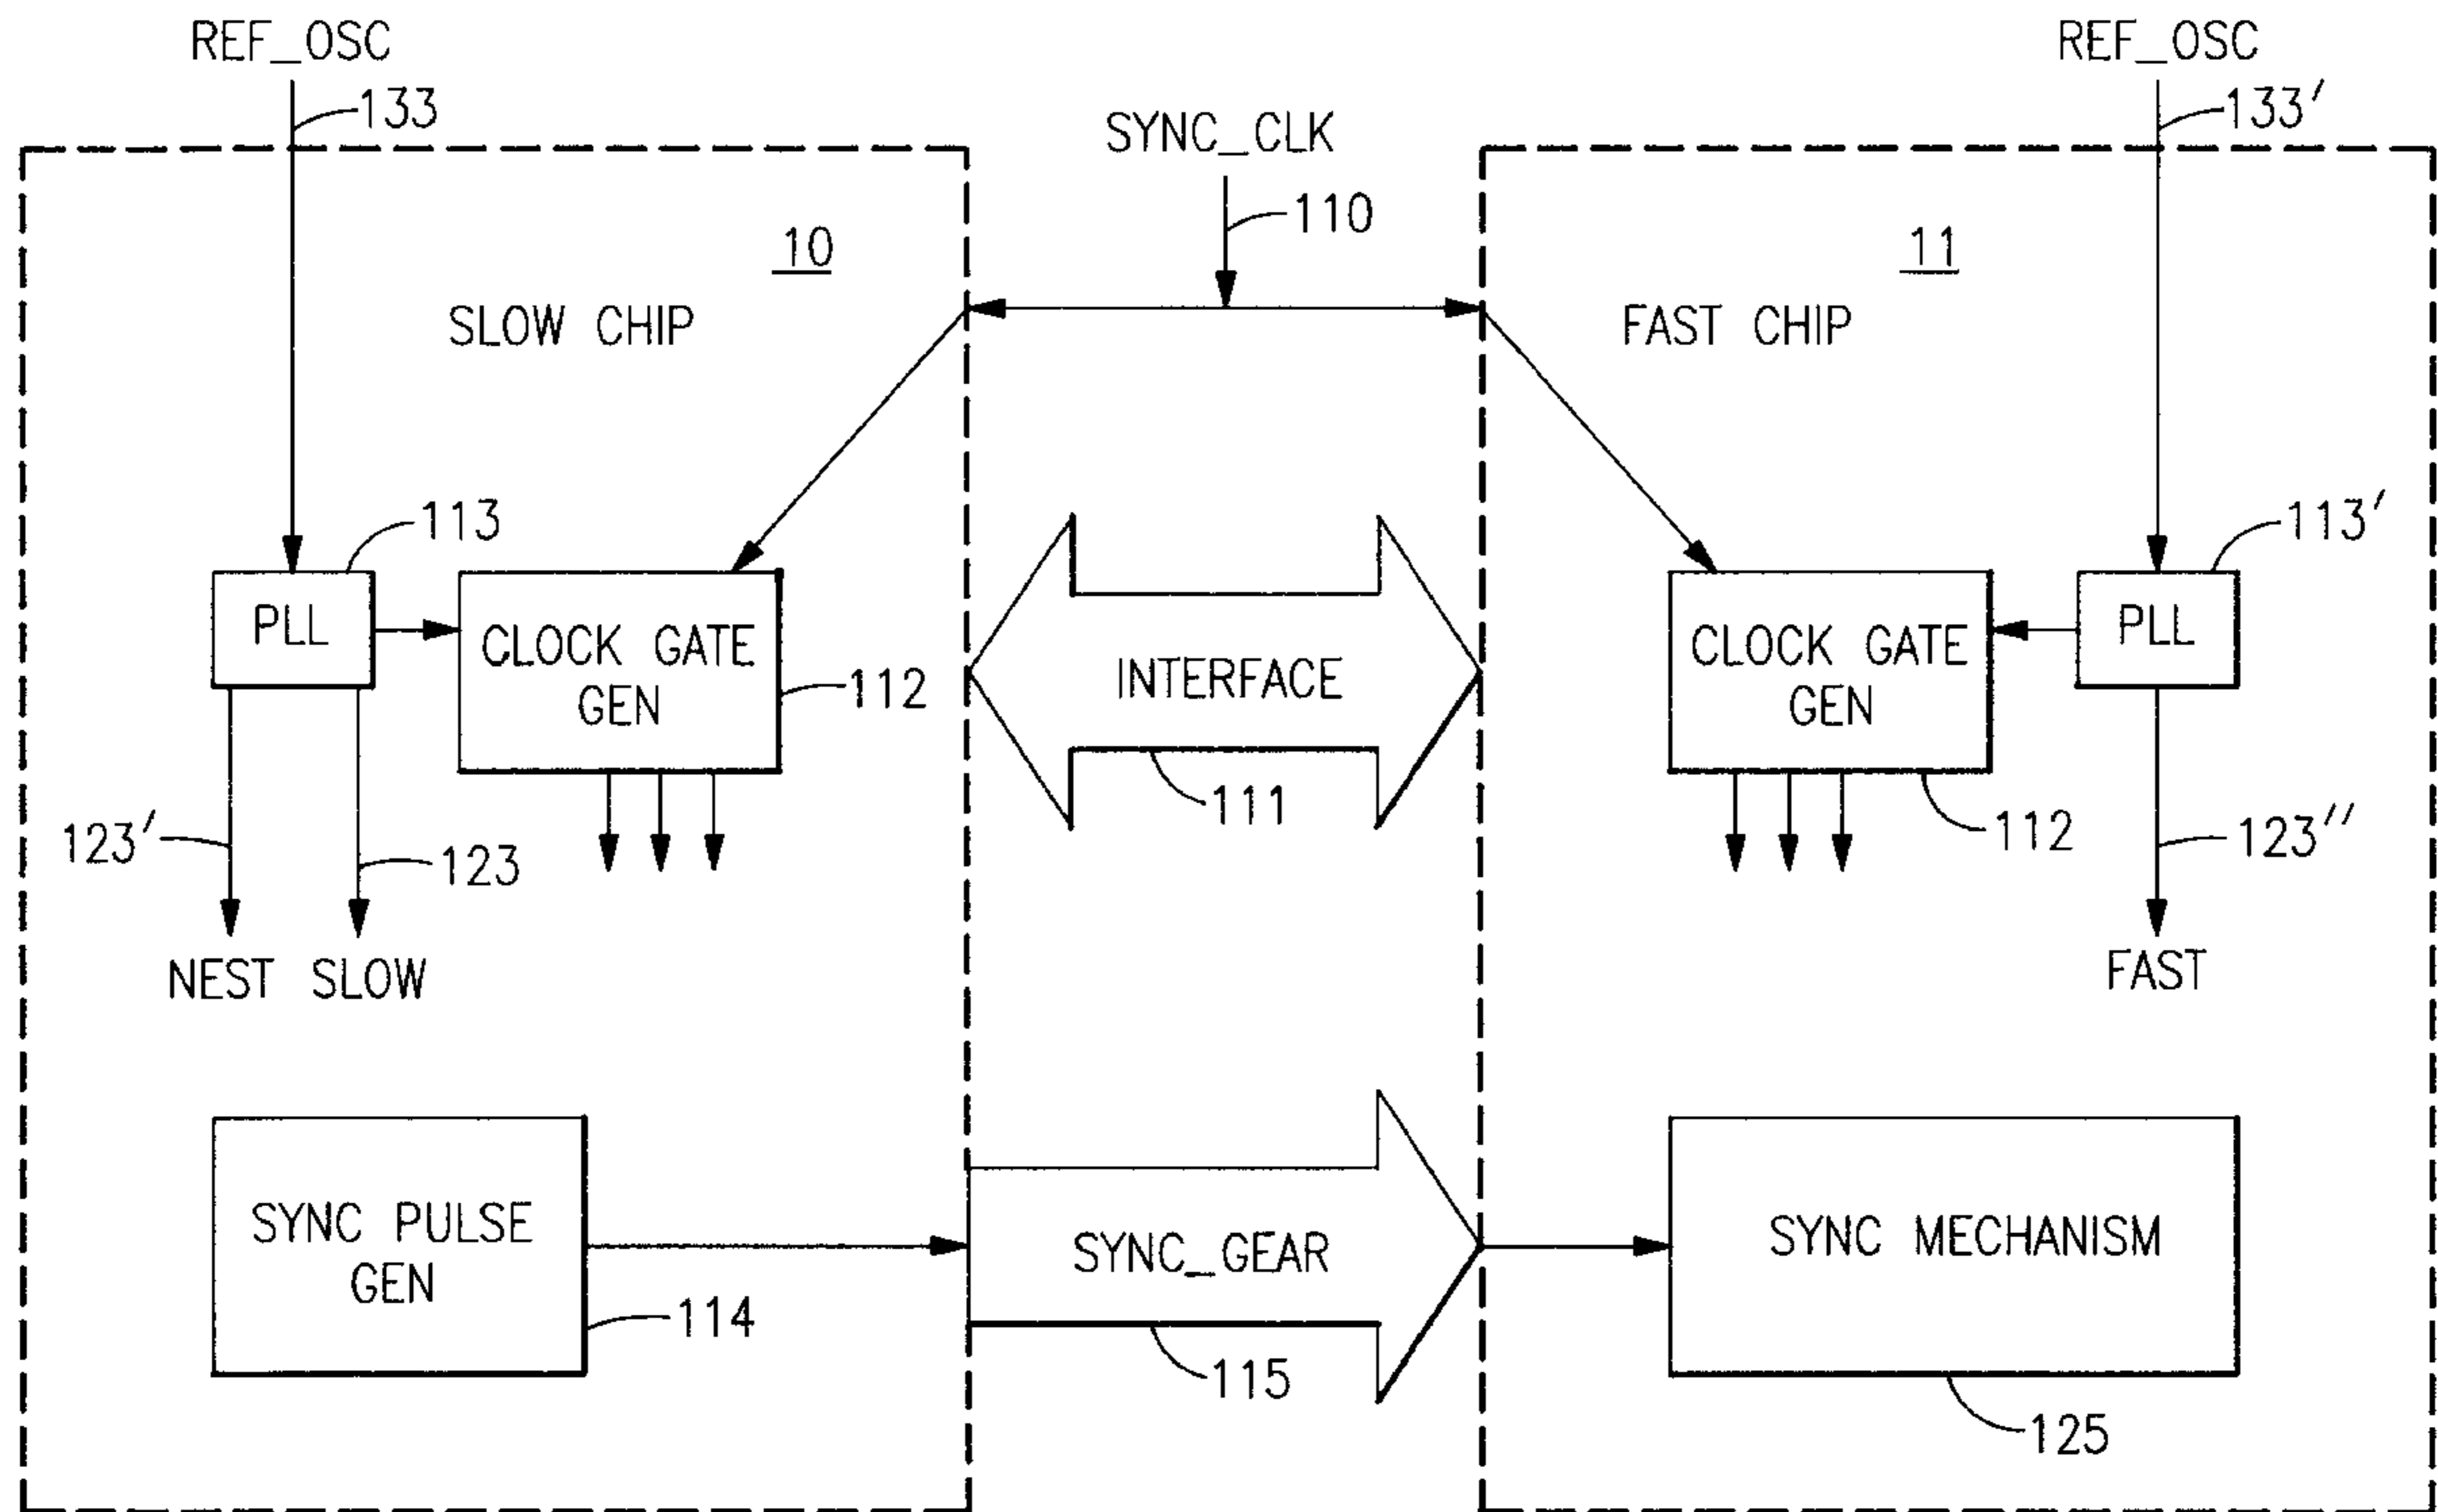 REF_OSC
REF_OSC
133
133'
SYNC_CLK
110
10
11
SLOW CHIP
FAST CHIP
113
113'
PLL
CLOCK GATE
GEN
112
INTERFACE
111
CLOCK GATE
GEN
PLL
112
123'
123
123''
NEST SLOW
FAST
SYNC PULSE
GEN
114
SYNC_GEAR
115
SYNC MECHANISM
125